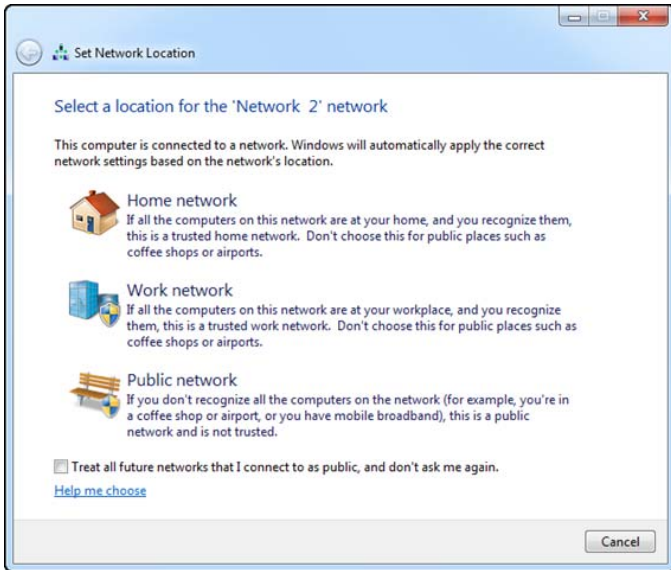 Set Network Location
Select a location for the 'Network 2' network
This computer is connected to a network. Windows will automatically apply the correct
network settings based on the network's location.
Home network
If all the computers on this network are at your home, and you recognize them,
this is a trusted home network. Don't choose this for public places such as
coffee shops or airports.
Work network
If all the computers on this network are at your workplace, and you recognize
them, this is a trusted work network. Don't choose this for public places such as
coffee shops or airports.
Public network
If you don't recognize all the computers on the network (for example, you're in
a coffee shop or airport, or you have mobile broadband), this is a public
network and is not trusted.
Treat all future networks that I connect to as public, and don't ask me again.
Help me choose
Cancel